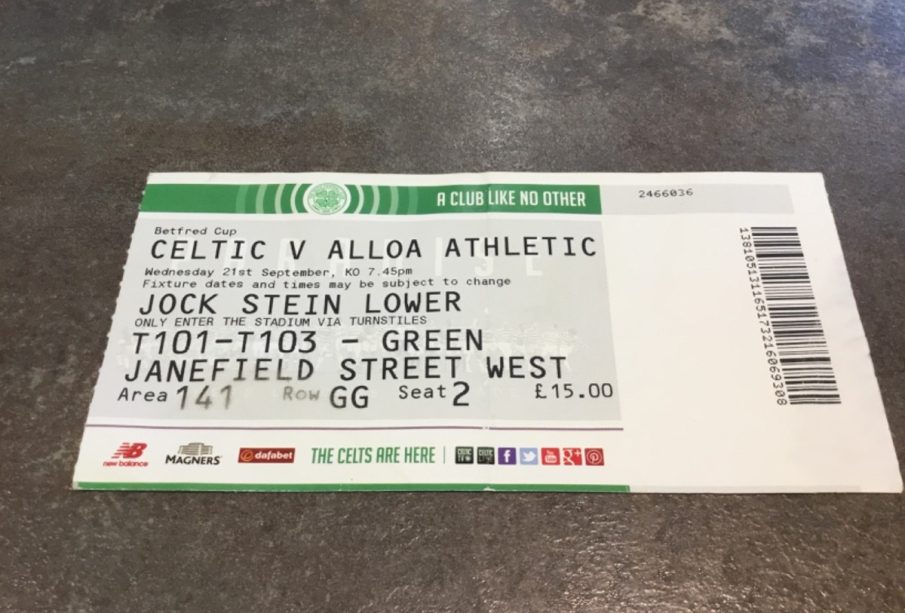 A CLUB LIKE NO OTHER
2466036
Betfred Cup
CELTIC V ALLOA ATHLETIC
PARADISE
Wednesday 21st September, KO 7.45pm
Fixture dates and times may be subject to change
JOCK STEIN LOWER
ONLY ENTER THE STADIUM VIA TURNSTILES
T101-T103 - GREEN
JANEFIELD STREET WEST
Area 141 Row GG Seat 2 £15.00
new balance MAGNERS dafabet THE CELTS ARE HERE